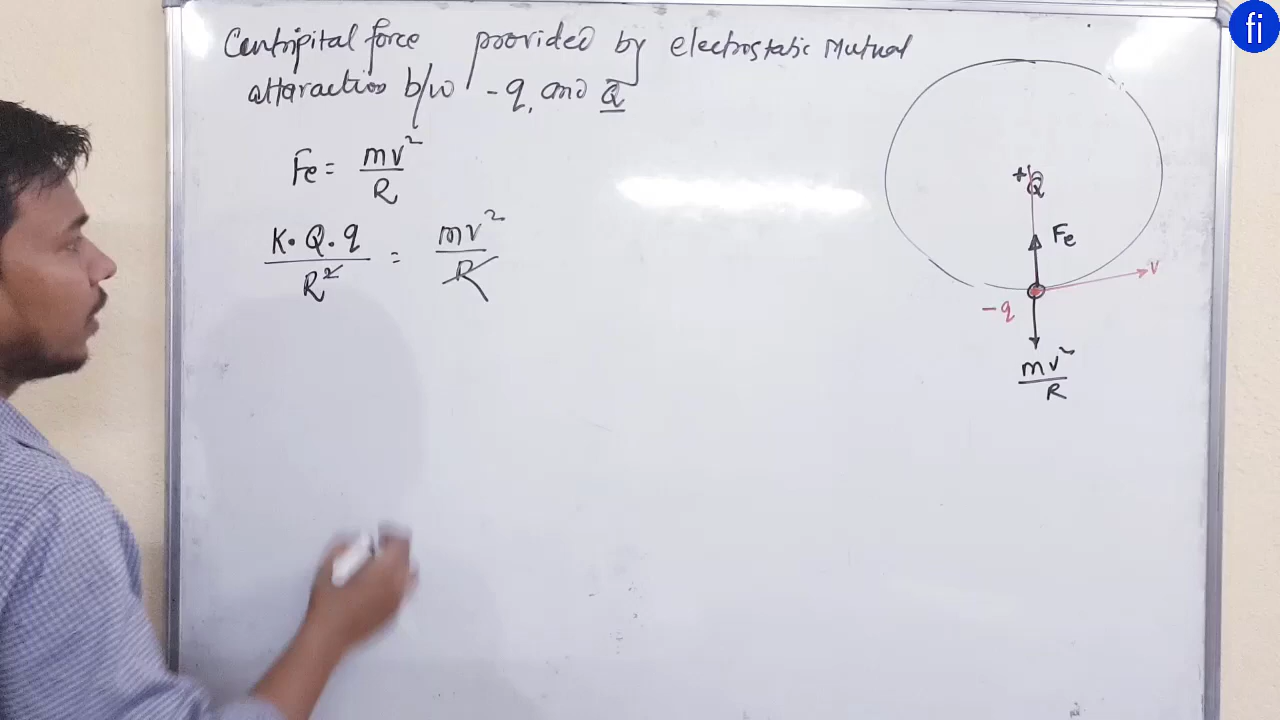 Centripital force provided by electrostatic Mutual
attraction b/w -q, and Q
Fe = mv²/R
K·Q·q/R² = mv²/R
+Q
Fe
v
-q
mv²/R
fi